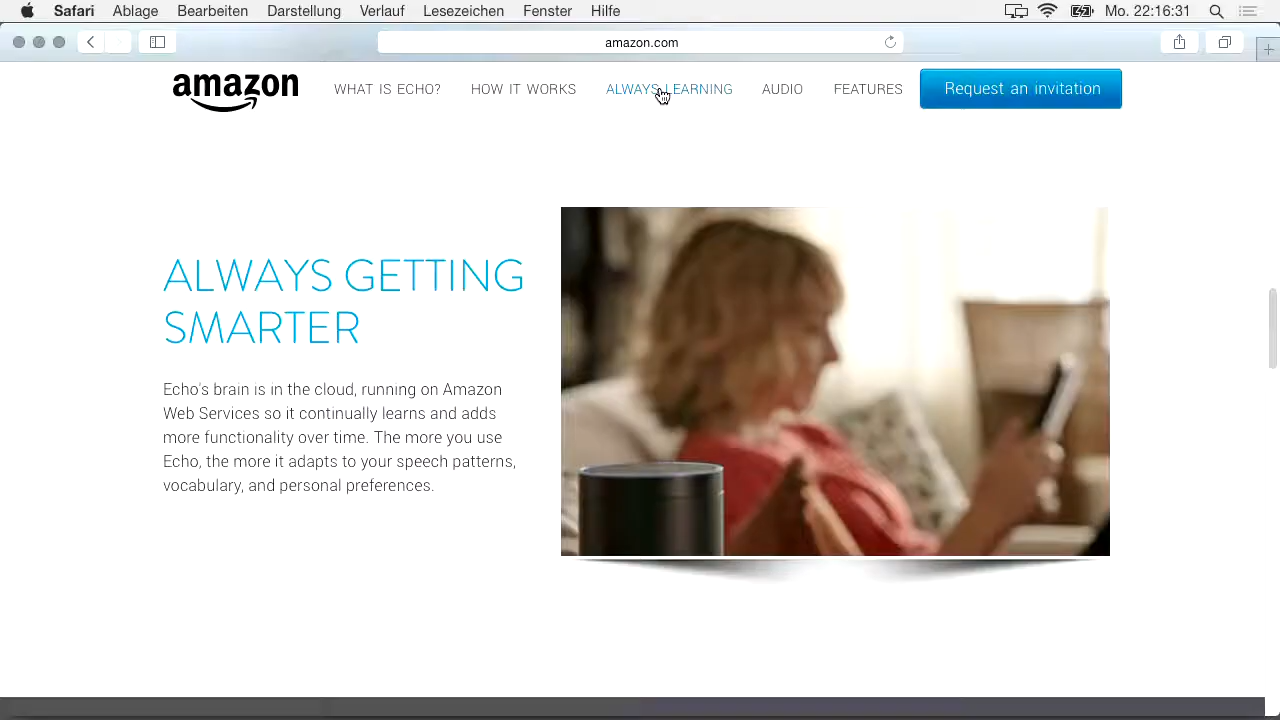 Safari Ablage Bearbeiten Darstellung Verlauf Lesezeichen Fenster Hilfe Mo. 22:16:31
amazon.com
amazon WHAT IS ECHO? HOW IT WORKS ALWAYS LEARNING AUDIO FEATURES Request an invitation
ALWAYS GETTING
SMARTER
Echo's brain is in the cloud, running on Amazon
Web Services so it continually learns and adds
more functionality over time. The more you use
Echo, the more it adapts to your speech patterns,
vocabulary, and personal preferences.